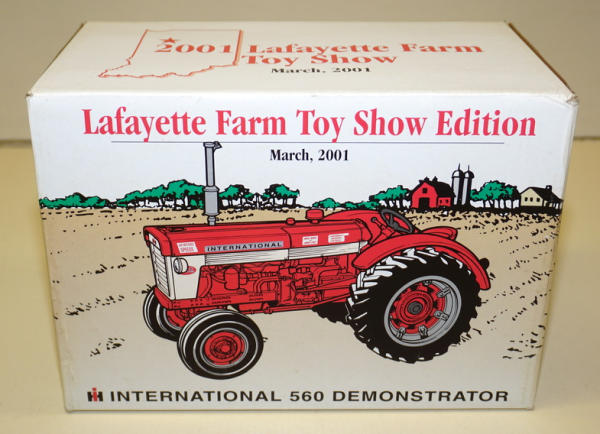 2001 Lafayette Farm
Toy Show
March, 2001
Lafayette Farm Toy Show Edition
March, 2001
INTERNATIONAL
IH INTERNATIONAL 560 DEMONSTRATOR